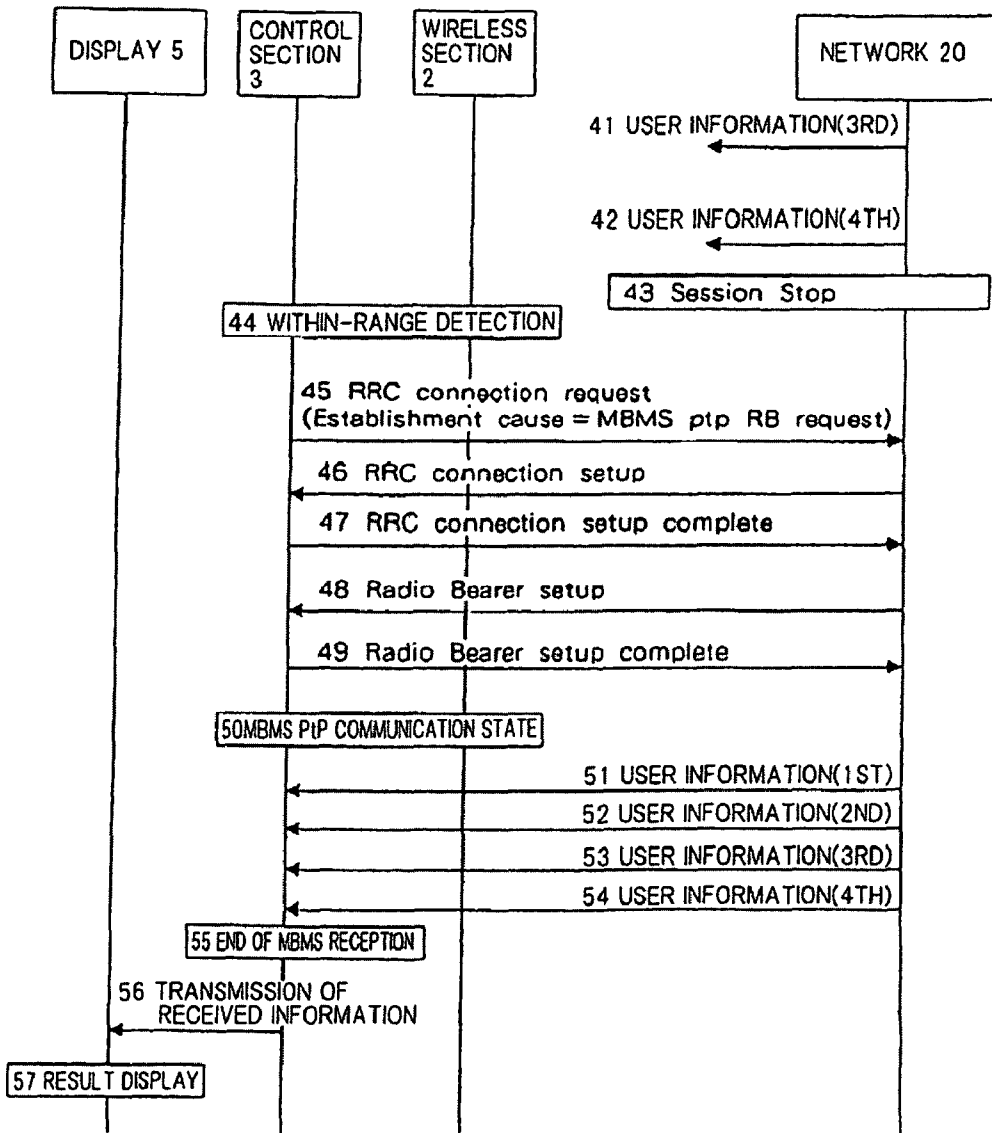 DISPLAY 5
CONTROL
SECTION
3
WIRELESS
SECTION
2
NETWORK 20
41 USER INFORMATION(3RD)
42 USER INFORMATION(4TH)
43 Session Stop
44 WITHIN-RANGE DETECTION
45 RRC connection request
(Establishment cause = MBMS ptp RB request)
46 RRC connection setup
47 RRC connection setup complete
48 Radio Bearer setup
49 Radio Bearer setup complete
50MBMS PtP COMMUNICATION STATE
51 USER INFORMATION(1ST)
52 USER INFORMATION(2ND)
53 USER INFORMATION(3RD)
54 USER INFORMATION(4TH)
55 END OF MBMS RECEPTION
56 TRANSMISSION OF
RECEIVED INFORMATION
57 RESULT DISPLAY